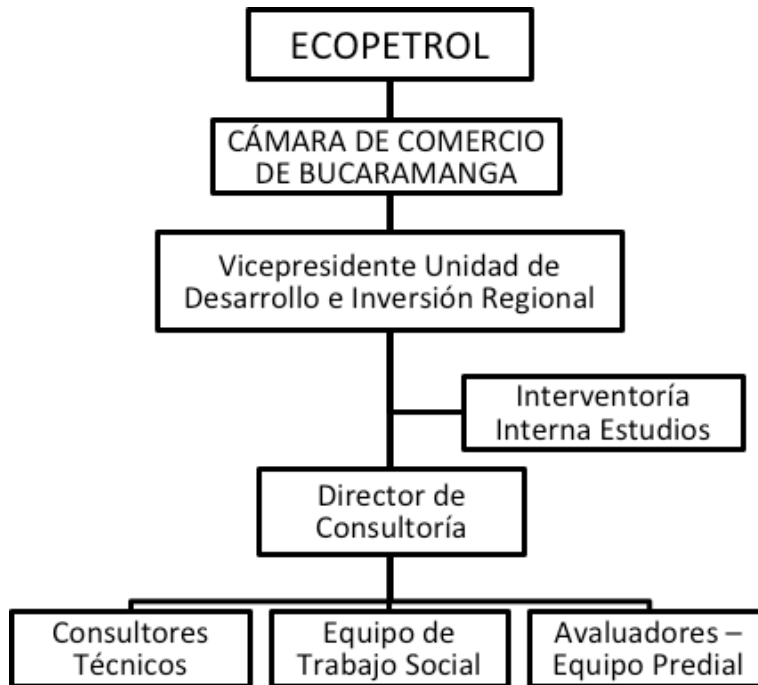 ECOPETROL
CÁMARA DE COMERCIO
DE BUCARAMANGA
Vicepresidente Unidad de
Desarrollo e Inversión Regional
Interventoría
Interna Estudios
Director de
Consultoría
Consultores
Técnicos
Equipo de
Trabajo Social
Avaluadores –
Equipo Predial